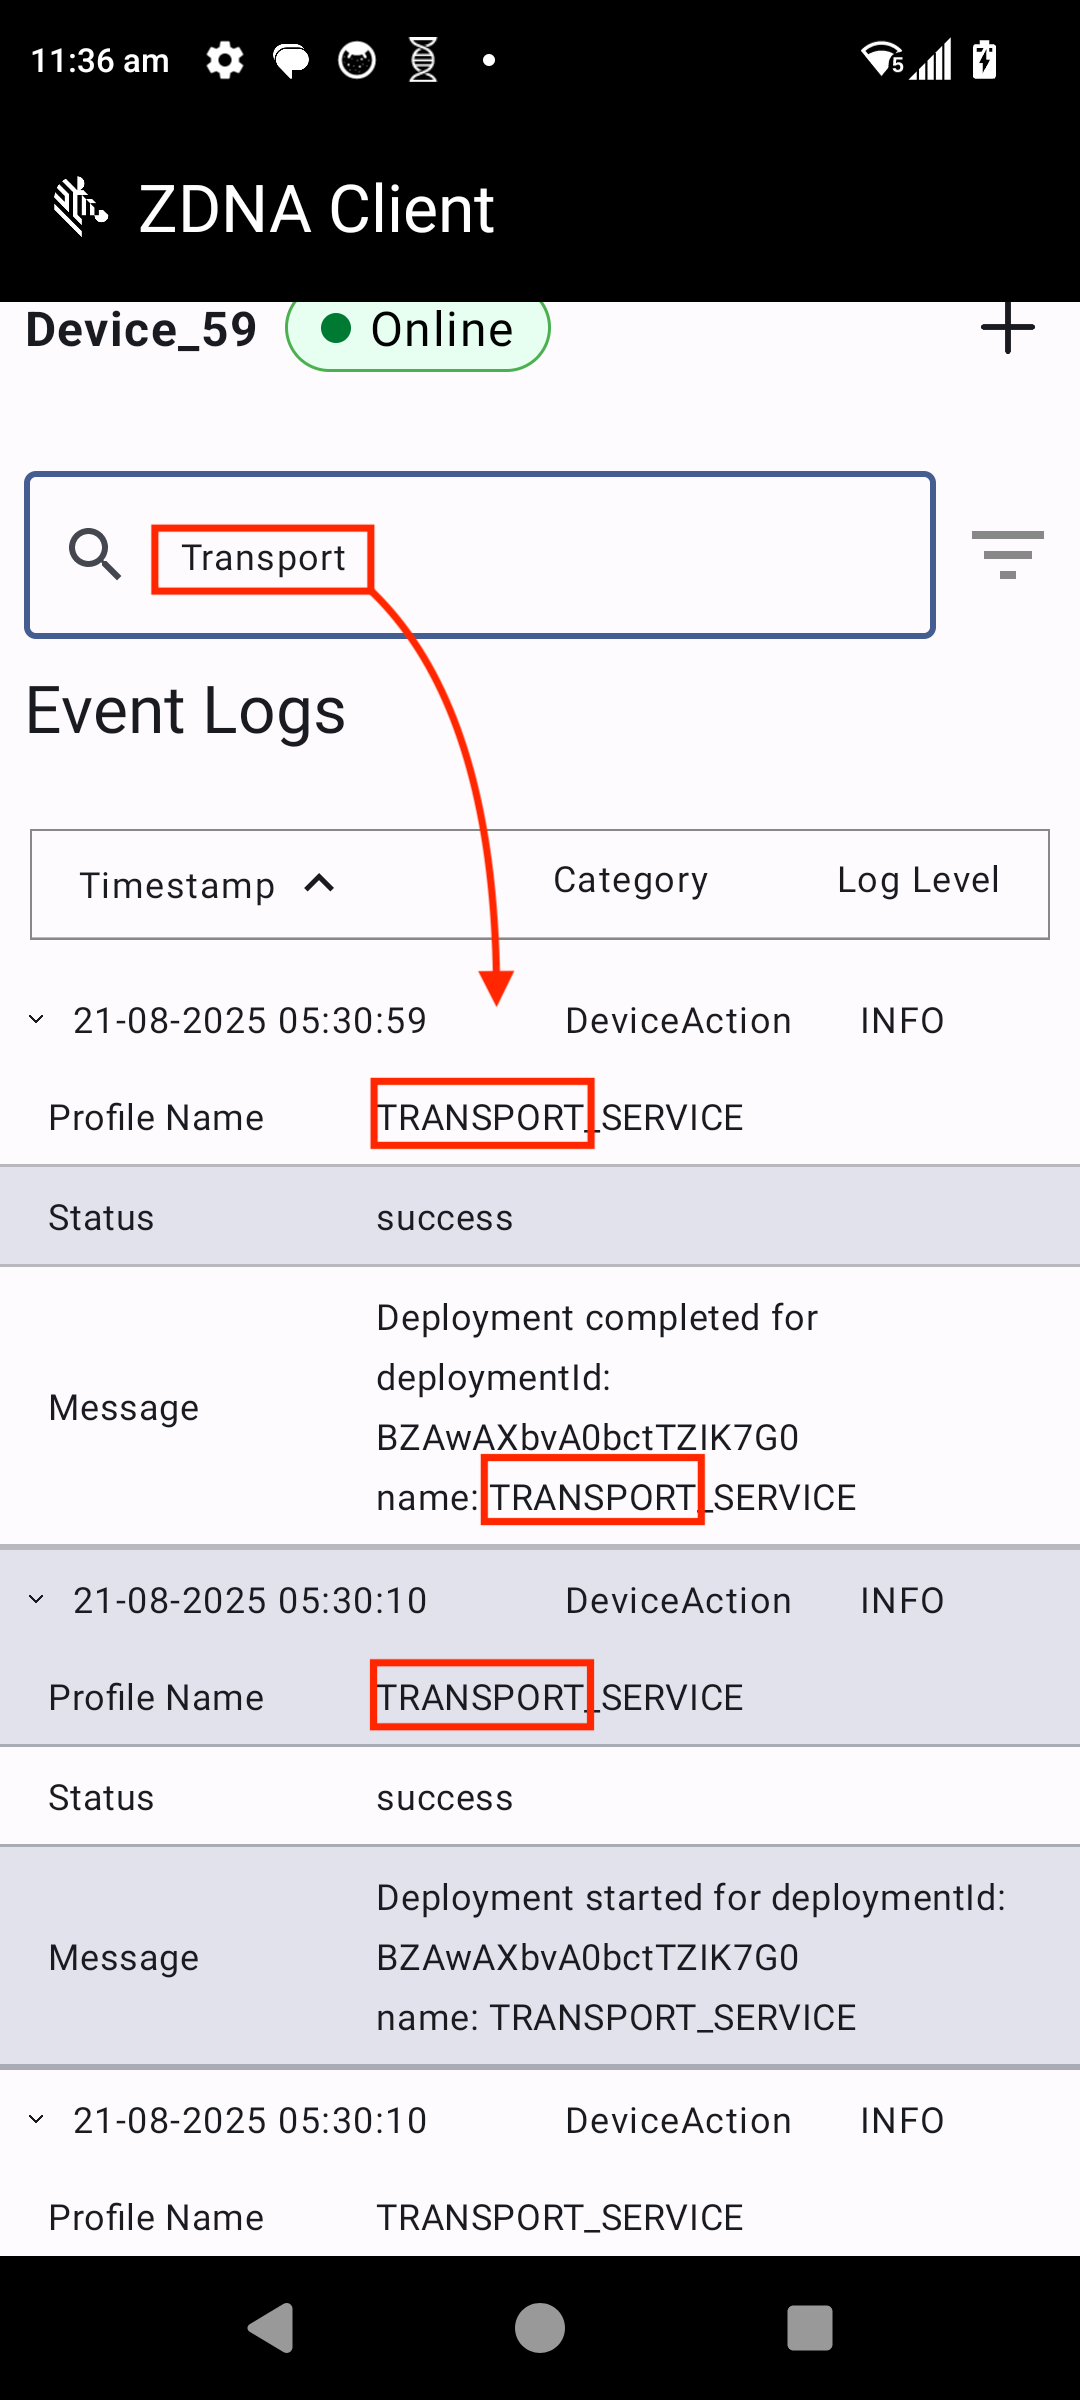 11:36 am
5
ZDNA Client
Device_59 Online
Transport
Event Logs
Timestamp Category Log Level
21-08-2025 05:30:59 DeviceAction INFO
Profile Name TRANSPORT_SERVICE
Status success
Message Deployment completed for
deploymentId:
BZAwAXbvA0bctTZIK7G0
name: TRANSPORT_SERVICE
21-08-2025 05:30:10 DeviceAction INFO
Profile Name TRANSPORT_SERVICE
Status success
Message Deployment started for deploymentId:
BZAwAXbvA0bctTZIK7G0
name: TRANSPORT_SERVICE
21-08-2025 05:30:10 DeviceAction INFO
Profile Name TRANSPORT_SERVICE